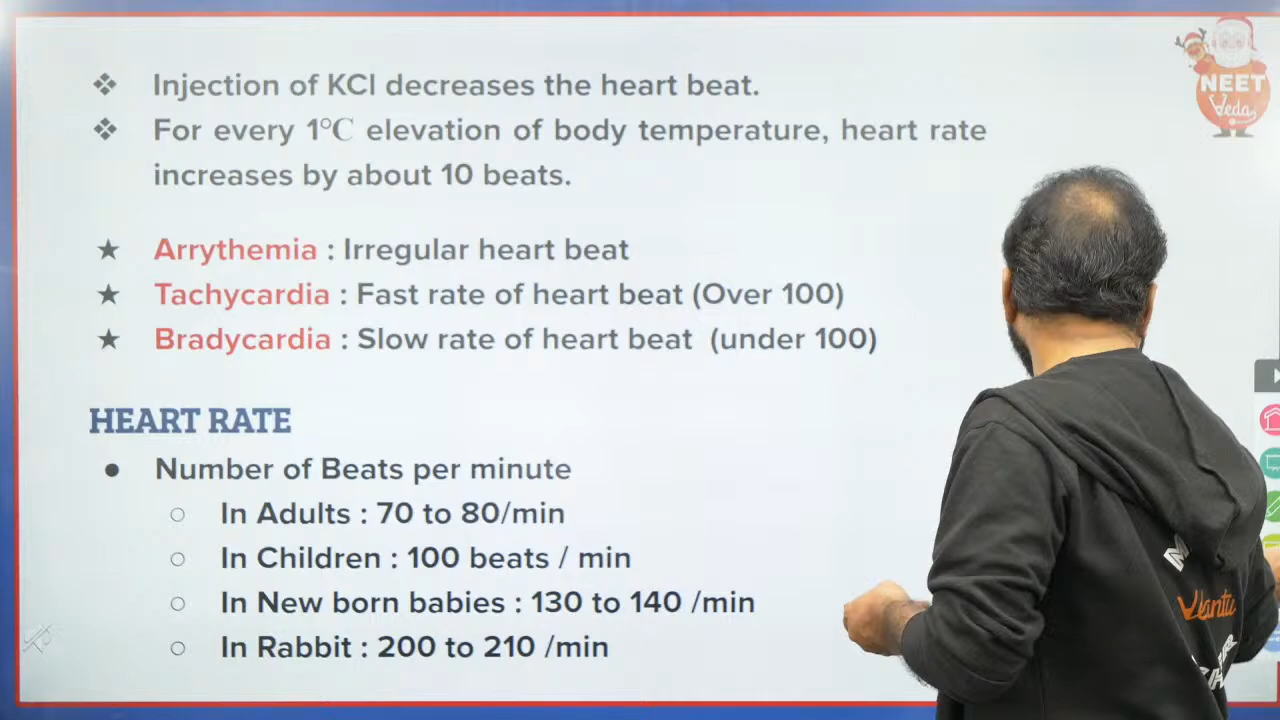 Injection of KCl decreases the heart beat.
For every 1°C elevation of body temperature, heart rate
increases by about 10 beats.
Arrythemia : Irregular heart beat
Tachycardia : Fast rate of heart beat (Over 100)
Bradycardia : Slow rate of heart beat (under 100)
HEART RATE
Number of Beats per minute
In Adults : 70 to 80/min
In Children : 100 beats / min
In New born babies : 130 to 140 /min
In Rabbit : 200 to 210 /min
NEET
Veda
Vedantu